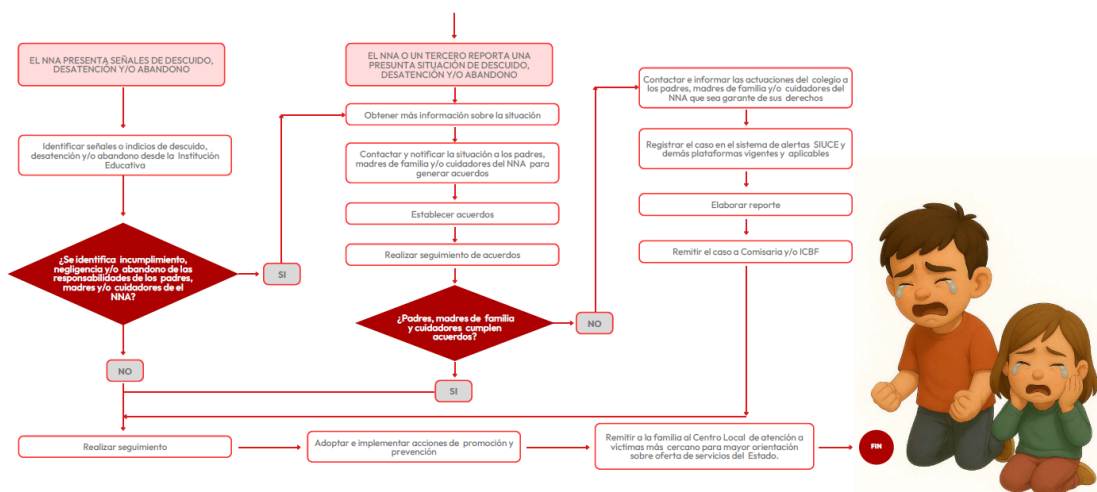 EL NNA PRESENTA SEÑALES DE DESCUIDO,
DESATENCIÓN Y/O ABANDONO
Identificar señales o indicios de descuido,
desatención y/o abandono desde la Institución
Educativa
¿Se identifica incumplimiento,
negligencia y/o abandono de las
responsabilidades de los padres,
madres y/o cuidadores de el
NNA?
SI
NO
EL NNA O UN TERCERO REPORTA UNA
PRESUNTA SITUACIÓN DE DESCUIDO,
DESATENCIÓN Y/O ABANDONO
Obtener más información sobre la situación
Contactar y notificar la situación a los padres,
madres de familia y/o cuidadores del NNA para
generar acuerdos
Establecer acuerdos
Realizar seguimiento de acuerdos
¿Padres, madres de familia
y cuidadores cumplen
acuerdos?
NO
SI
Contactar e informar las actuaciones del colegio a
los padres, madres de familia y/o cuidadores del
NNA que sea garante de sus derechos
Registrar el caso en el sistema de alertas SIUCE y
demás plataformas vigentes y aplicables
Elaborar reporte
Remitir el caso a Comisaria y/o ICBF
Realizar seguimiento
Adoptar e implementar acciones de promoción y
prevención
Remitir a la familia al Centro Local de atención a
víctimas más cercano para mayor orientación
sobre oferta de servicios del Estado.
FIN